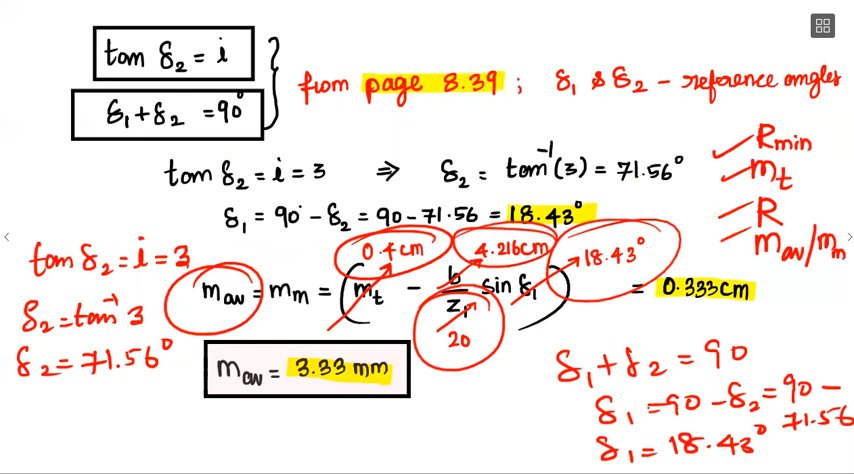 tan δ₂ = i
δ₁ + δ₂ = 90°
from page 8.39 ; δ₁ & δ₂ - reference angles
tan δ₂ = i = 3 ⇒ δ₂ = tan⁻¹(3) = 71.56°
δ₁ = 90° - δ₂ = 90 - 71.56 = 18.43°
Rmin
mt
R
mav/mm
tan δ₂ = i = 3
δ₂ = tan⁻¹ 3
δ₂ = 71.56°
0.4 cm 4.216cm 18.43°
mav = mm = (mt - b/z₁ sin δ₁) = 0.333cm
20
mav = 3.33 mm
δ₁ + δ₂ = 90
δ₁ = 90 - δ₂ = 90 -
71.56
δ₁ = 18.43°